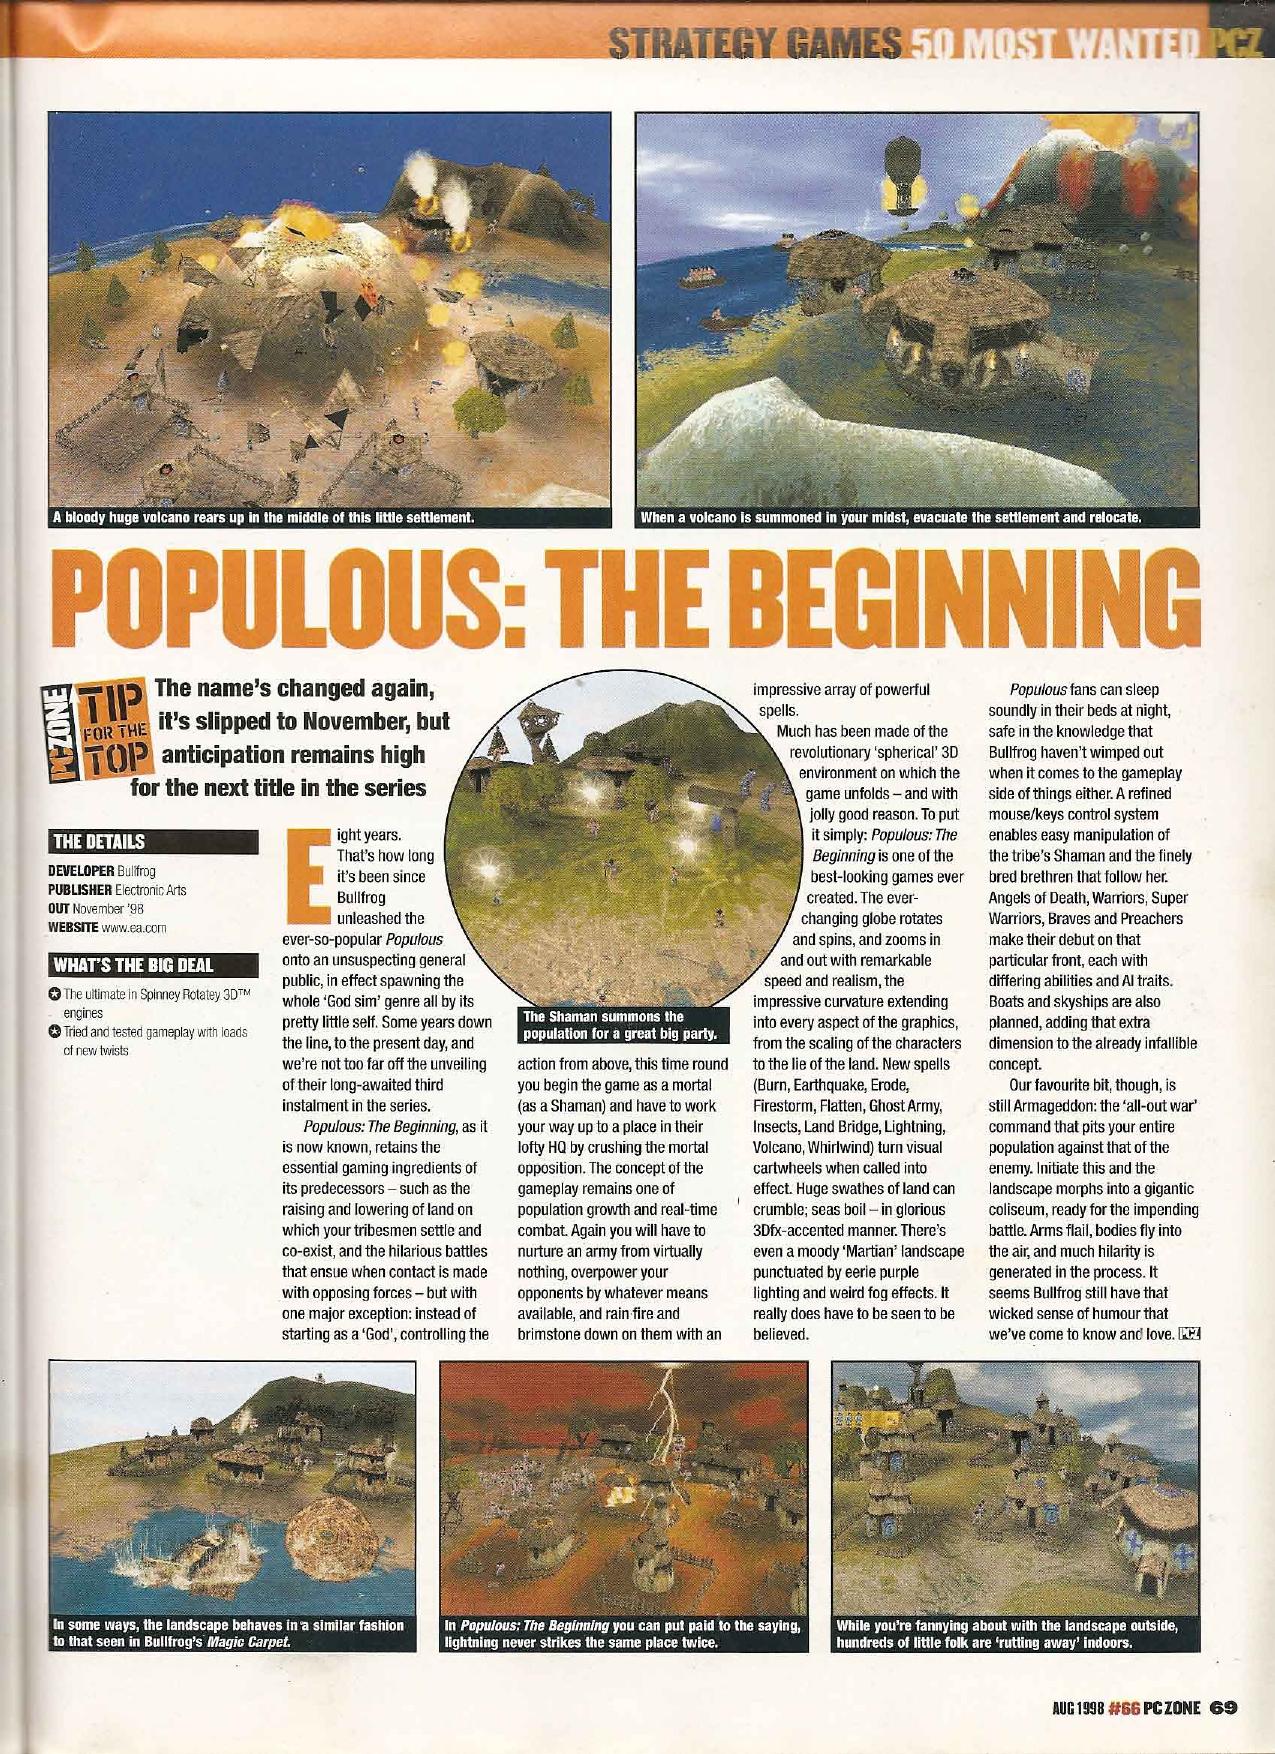 STRATEGY GAMES 50 MOST WANTED PCZ
A bloody huge volcano rears up in the middle of this little settlement.
When a volcano is summoned in your midst, evacuate the settlement and relocate.
POPULOUS: THE BEGINNING
PC ZONE
TIP
FOR THE
TOP
The name's changed again,
it's slipped to November, but
anticipation remains high
for the next title in the series
THE DETAILS
DEVELOPER Bullfrog
PUBLISHER Electronic Arts
OUT November '98
WEBSITE www.ea.com
WHAT'S THE BIG DEAL
The ultimate in Spinney Rotatey 3D™
engines
Tried and tested gameplay with loads
of new twists
Eight years.
That's how long
it's been since
Bullfrog
unleashed the
ever-so-popular Populous
onto an unsuspecting general
public, in effect spawning the
whole 'God sim' genre all by its
pretty little self. Some years down
the line, to the present day, and
we're not too far off the unveiling
of their long-awaited third
instalment in the series.
Populous: The Beginning, as it
is now known, retains the
essential gaming ingredients of
its predecessors – such as the
raising and lowering of land on
which your tribesmen settle and
co-exist, and the hilarious battles
that ensue when contact is made
with opposing forces – but with
one major exception: instead of
starting as a 'God', controlling the
The Shaman summons the
population for a great big party.
action from above, this time round
you begin the game as a mortal
(as a Shaman) and have to work
your way up to a place in their
lofty HQ by crushing the mortal
opposition. The concept of the
gameplay remains one of
population growth and real-time
combat. Again you will have to
nurture an army from virtually
nothing, overpower your
opponents by whatever means
available, and rain fire and
brimstone down on them with an
impressive array of powerful
spells.
Much has been made of the
revolutionary 'spherical' 3D
environment on which the
game unfolds – and with
jolly good reason. To put
it simply: Populous: The
Beginning is one of the
best-looking games ever
created. The ever-
changing globe rotates
and spins, and zooms in
and out with remarkable
speed and realism, the
impressive curvature extending
into every aspect of the graphics,
from the scaling of the characters
to the lie of the land. New spells
(Burn, Earthquake, Erode,
Firestorm, Flatten, Ghost Army,
Insects, Land Bridge, Lightning,
Volcano, Whirlwind) turn visual
cartwheels when called into
effect. Huge swathes of land can
crumble; seas boil – in glorious
3Dfx-accented manner. There's
even a moody 'Martian' landscape
punctuated by eerie purple
lighting and weird fog effects. It
really does have to be seen to be
believed.
Populous fans can sleep
soundly in their beds at night,
safe in the knowledge that
Bullfrog haven't wimped out
when it comes to the gameplay
side of things either. A refined
mouse/keys control system
enables easy manipulation of
the tribe's Shaman and the finely
bred brethren that follow her.
Angels of Death, Warriors, Super
Warriors, Braves and Preachers
make their debut on that
particular front, each with
differing abilities and AI traits.
Boats and skyships are also
planned, adding that extra
dimension to the already infallible
concept.
Our favourite bit, though, is
still Armageddon: the 'all-out war'
command that pits your entire
population against that of the
enemy. Initiate this and the
landscape morphs into a gigantic
coliseum, ready for the impending
battle. Arms flail, bodies fly into
the air, and much hilarity is
generated in the process. It
seems Bullfrog still have that
wicked sense of humour that
we've come to know and love. PCZ
In some ways, the landscape behaves in a similar fashion
to that seen in Bullfrog's Magic Carpet.
In Populous: The Beginning you can put paid to the saying,
lightning never strikes the same place twice.
While you're fannying about with the landscape outside,
hundreds of little folk are 'rutting away' indoors.
AUG 1998 #66 PC ZONE 69